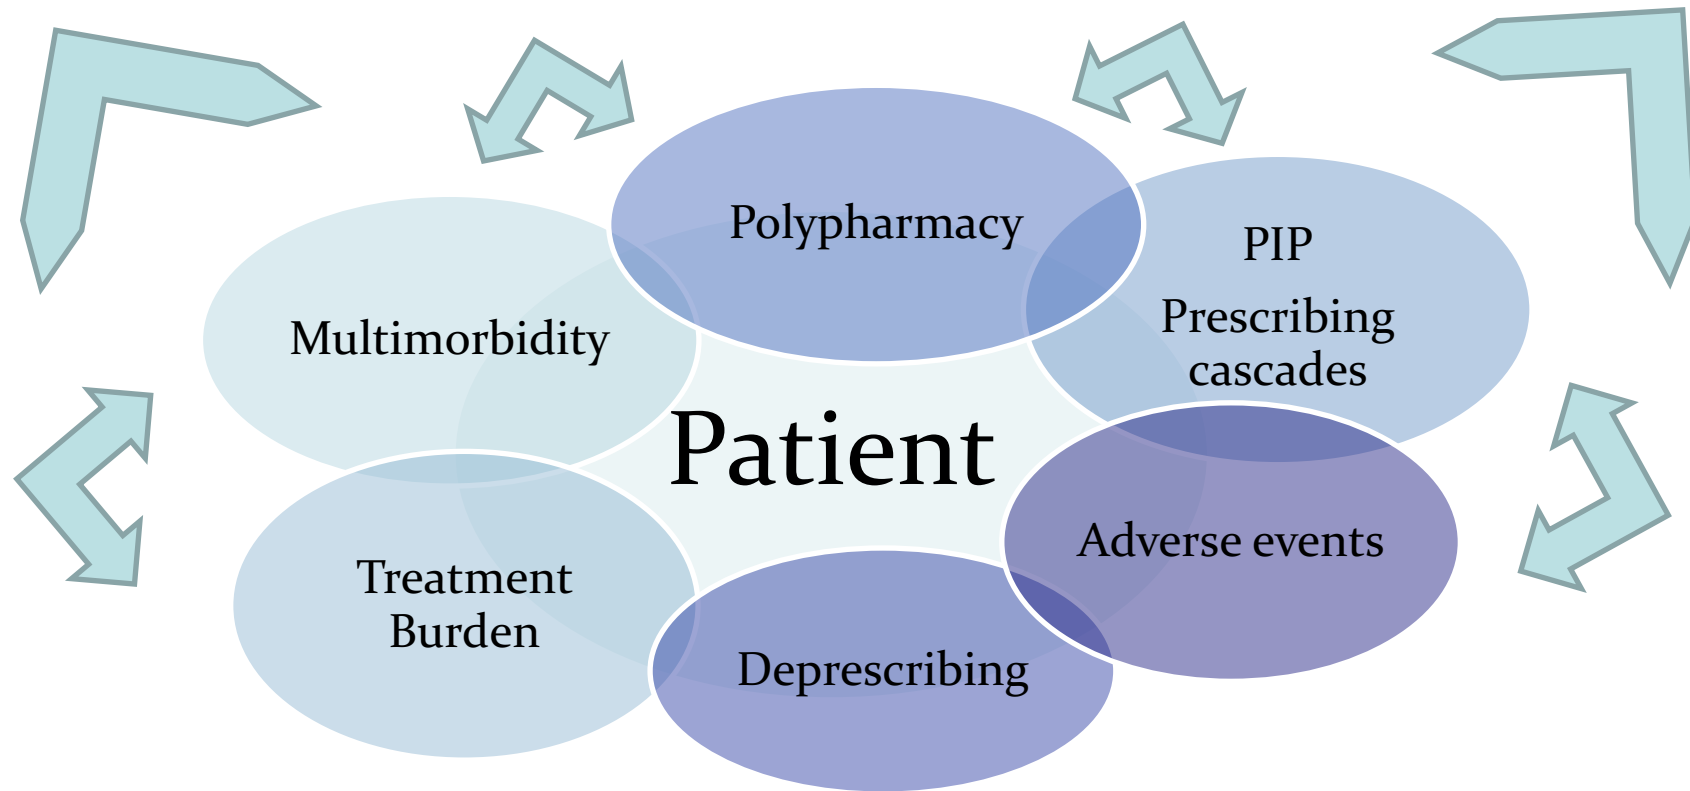 Polypharmacy
PIP
Prescribing
cascades
Multimorbidity
Patient
Adverse events
Treatment
Burden
Deprescribing